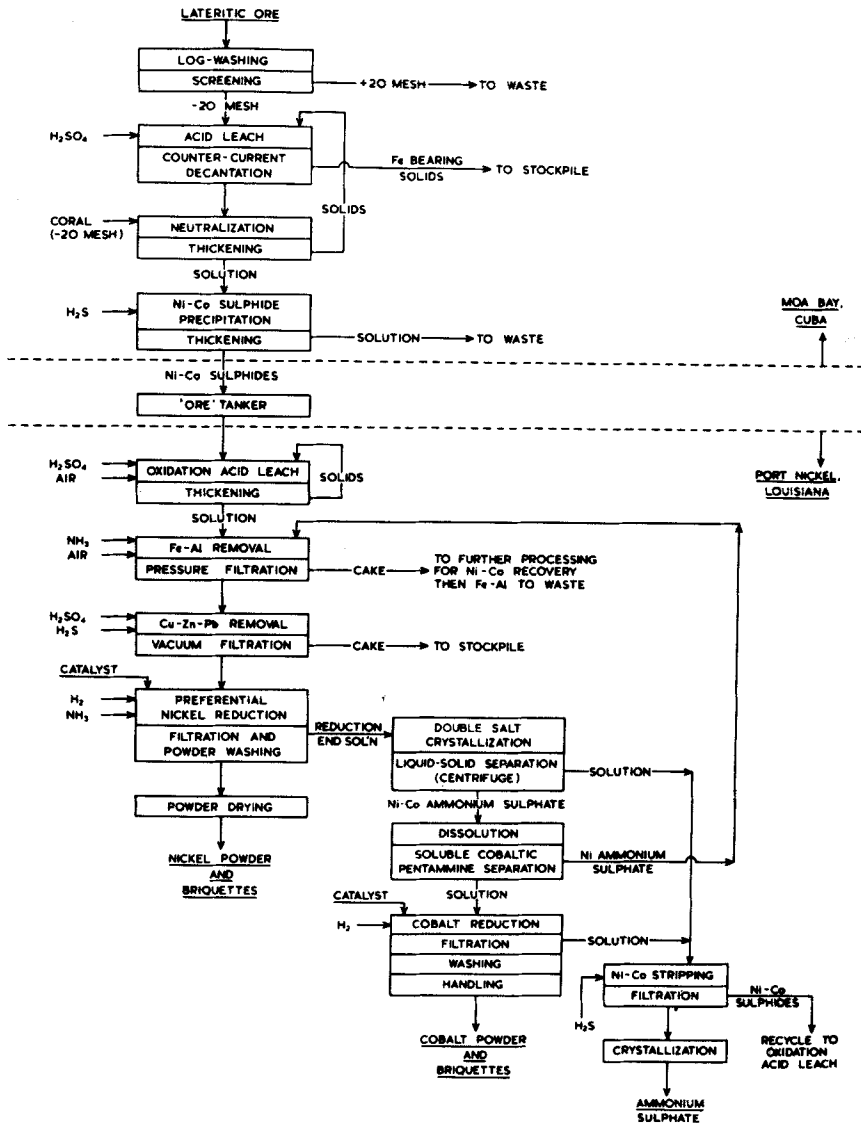 LATERITIC ORE
LOG-WASHING
SCREENING
+20 MESH
TO WASTE
-20 MESH
H₂SO₄
ACID LEACH
COUNTER-CURRENT
DECANTATION
Fe BEARING
SOLIDS
TO STOCKPILE
SOLIDS
CORAL
(-20 MESH)
NEUTRALIZATION
THICKENING
SOLUTION
H₂S
Ni-Co SULPHIDE
PRECIPITATION
THICKENING
SOLUTION
TO WASTE
MOA BAY,
CUBA
Ni-Co SULPHIDES
'ORE' TANKER
H₂SO₄
AIR
OXIDATION ACID LEACH
THICKENING
SOLIDS
PORT NICKEL,
LOUISIANA
SOLUTION
NH₃
AIR
Fe-Al REMOVAL
PRESSURE FILTRATION
CAKE
TO FURTHER PROCESSING
FOR Ni-Co RECOVERY
THEN Fe-Al TO WASTE
H₂SO₄
H₂S
Cu-Zn-Pb REMOVAL
VACUUM FILTRATION
CAKE
TO STOCKPILE
CATALYST
H₂
NH₃
PREFERENTIAL
NICKEL REDUCTION
FILTRATION AND
POWDER WASHING
REDUCTION
END SOL'N
DOUBLE SALT
CRYSTALLIZATION
LIQUID-SOLID SEPARATION
(CENTRIFUGE)
SOLUTION
POWDER DRYING
Ni-Co AMMONIUM SULPHATE
DISSOLUTION
SOLUBLE COBALTIC
PENTAMMINE SEPARATION
Ni AMMONIUM
SULPHATE
NICKEL POWDER
AND
BRIQUETTES
SOLUTION
CATALYST
H₂
COBALT REDUCTION
FILTRATION
WASHING
HANDLING
SOLUTION
Ni-Co STRIPPING
FILTRATION
Ni-Co
SULPHIDES
H₂S
COBALT POWDER
AND
BRIQUETTES
CRYSTALLIZATION
RECYCLE TO
OXIDATION
ACID LEACH
AMMONIUM
SULPHATE